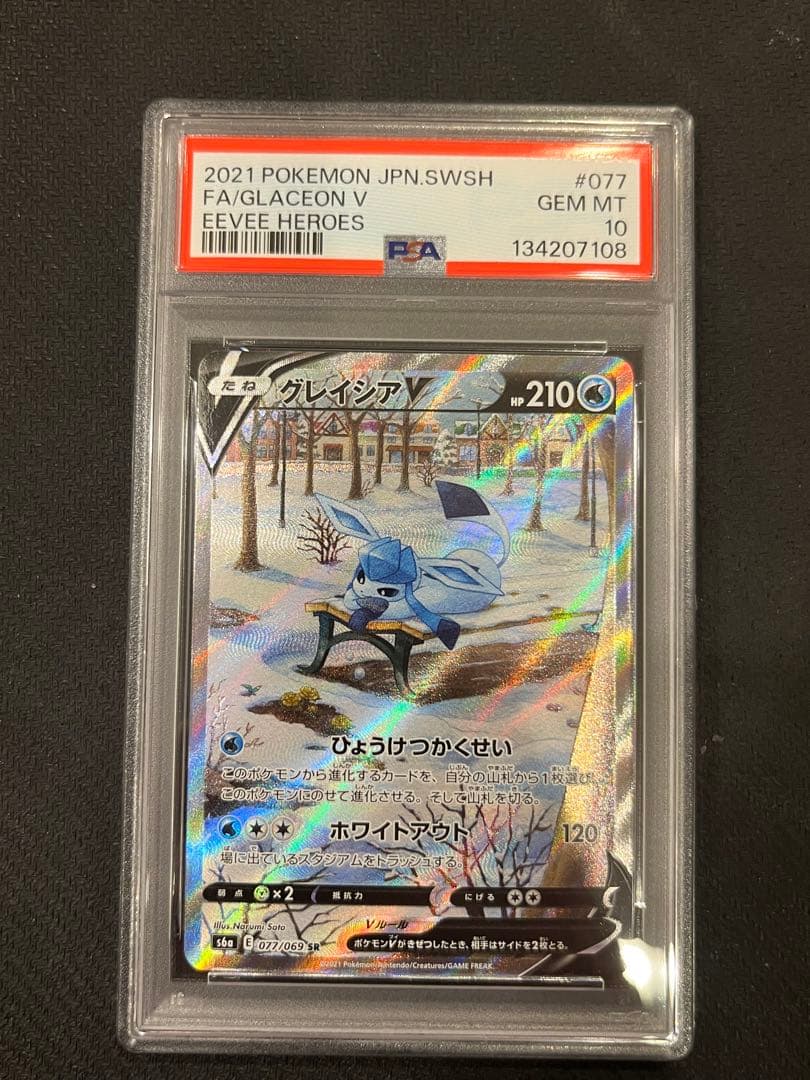 2021 POKEMON JPN.SWSH #077
FA/GLACEON V GEM MT
EEVEE HEROES 10
PSA 134207108
たね グレイシアV HP210
ひょうけつかくせい
このポケモンから進化するカードを、自分の山札から1枚選び、
このポケモンにのせて進化させる。そして山札を切る。
ホワイトアウト 120
場に出ているスタジアムをトラッシュする。
弱点 ×2 抵抗力 にげる
Illus. Narumi Sato Vルール
s6a E 077/069 SR ポケモンVがきぜつしたとき、相手はサイドを2枚とる。
©2021 Pokémon/Nintendo/Creatures/GAME FREAK.